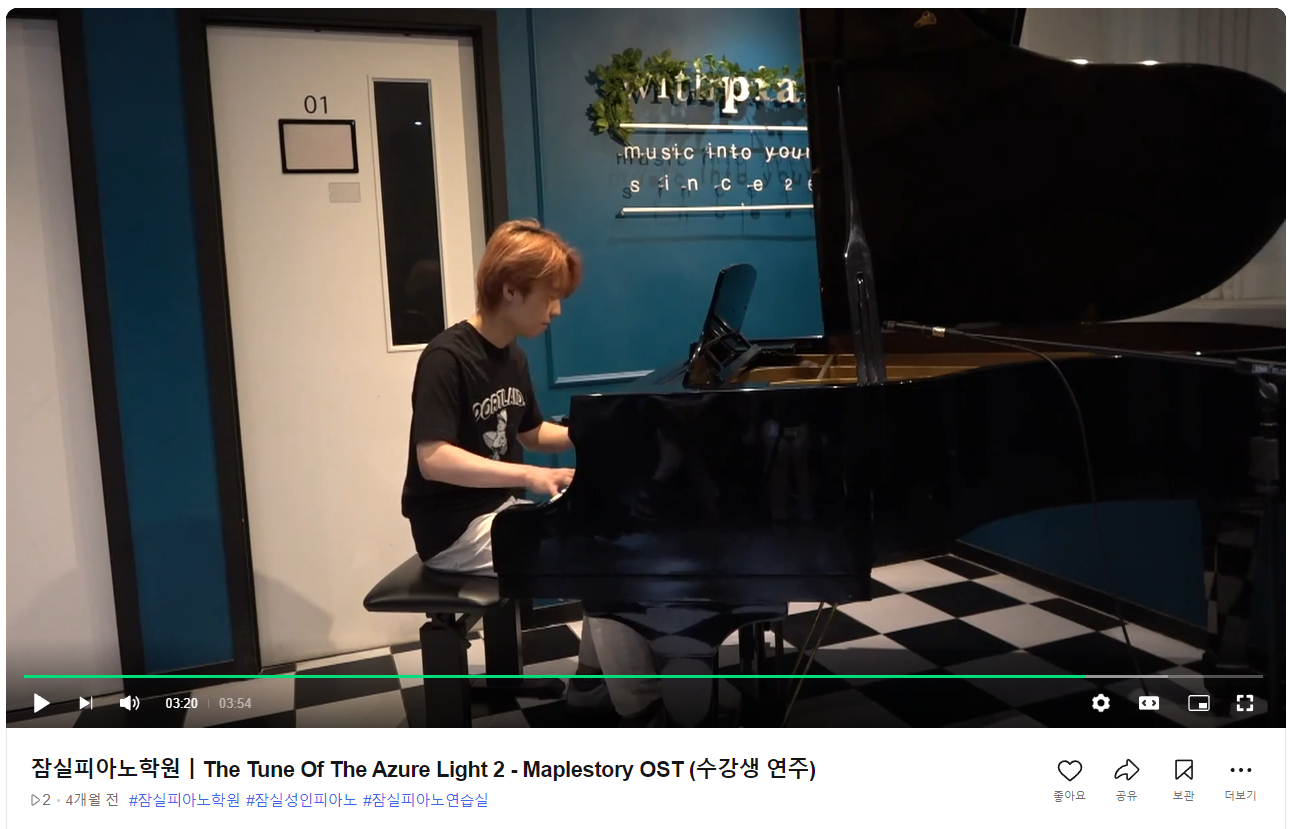 01
withpia
music into your
since 2
PORTLAND
03:20 | 03:54
잠실피아노학원 | The Tune Of The Azure Light 2 - Maplestory OST (수강생 연주)
2 · 4개월 전 #잠실피아노학원 #잠실성인피아노 #잠실피아노연습실
좋아요 공유 보관 더보기